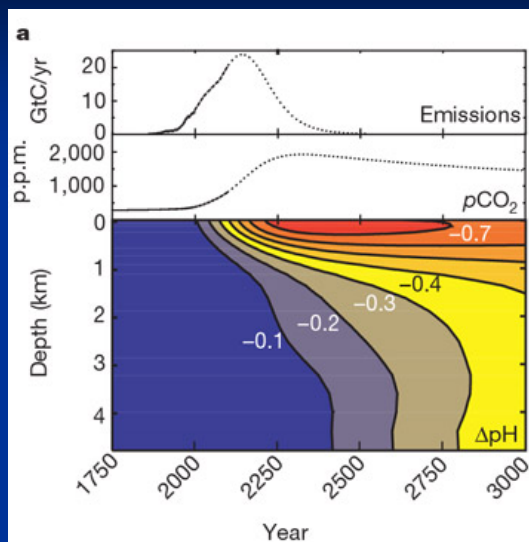 a
GtC/yr
20
10
0
Emissions
p.p.m.
2,000
1,000
pCO2
Depth (km)
0
1
2
3
4
−0.7
−0.4
−0.3
−0.2
−0.1
ΔpH
1750 2000 2250 2500 2750 3000
Year